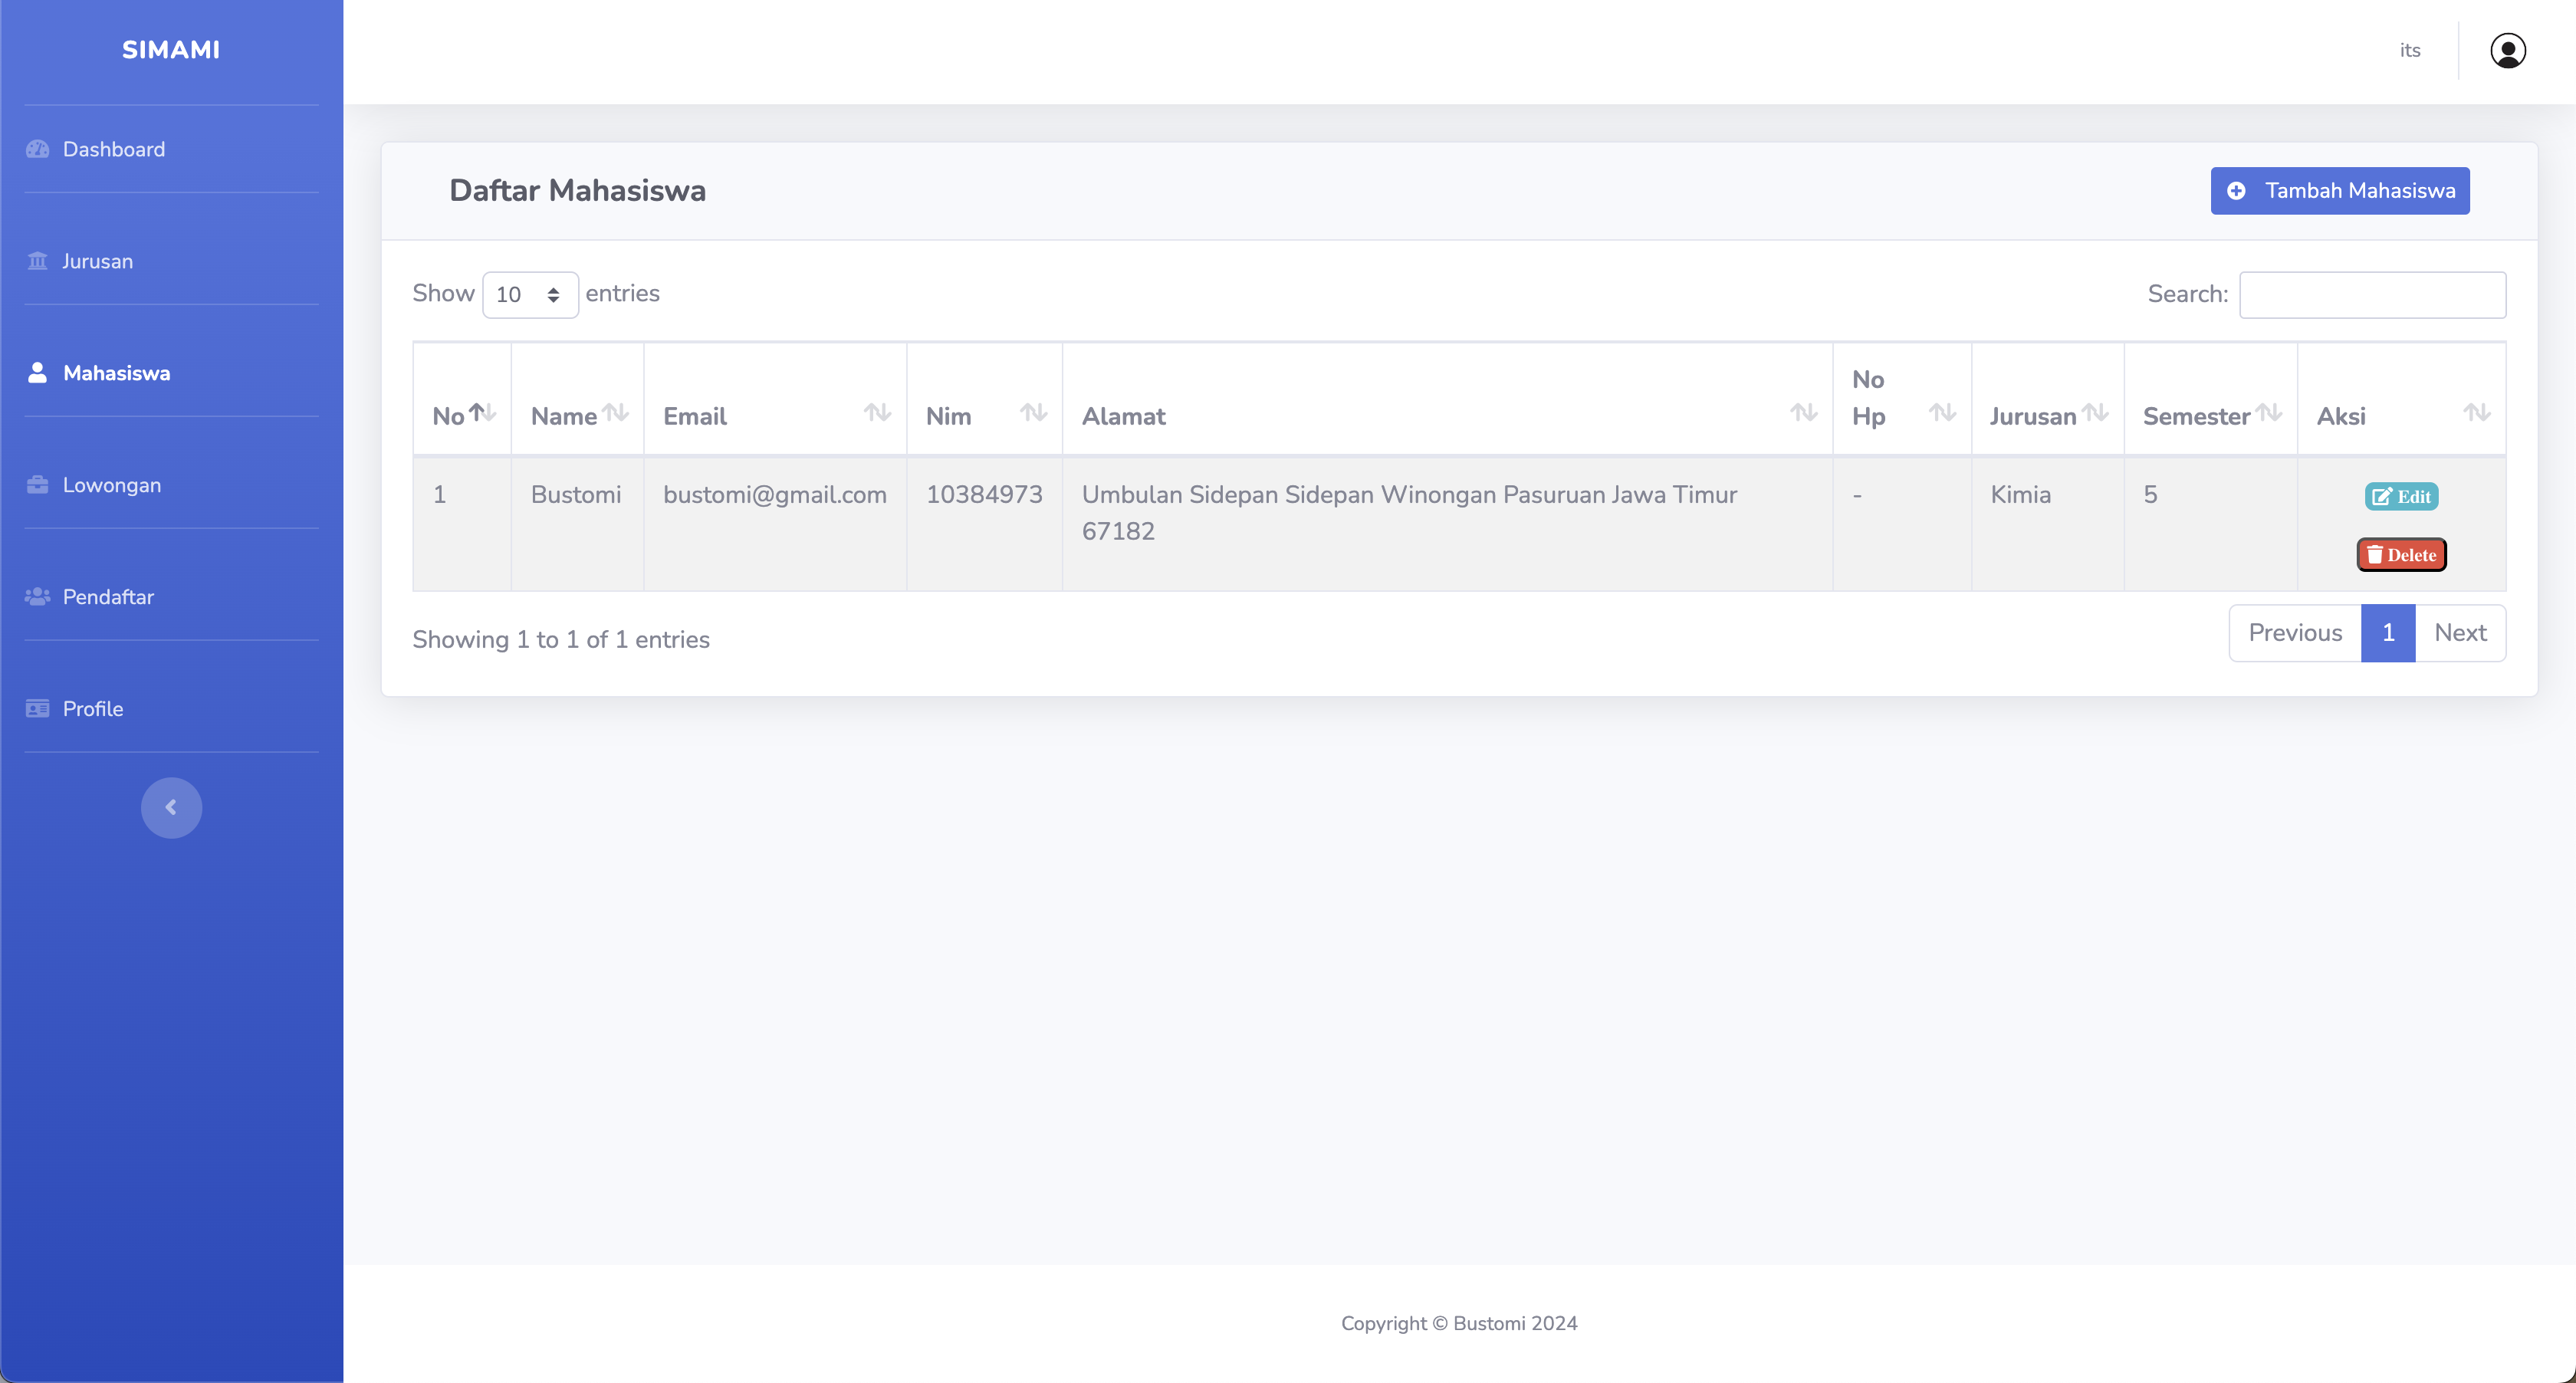 SIMAMI
its
Dashboard
Jurusan
Mahasiswa
Lowongan
Pendaftar
Profile
Daftar Mahasiswa
Tambah Mahasiswa
Show 10 entries
Search:
No Name Email Nim Alamat No Hp Jurusan Semester Aksi
1 Bustomi bustomi@gmail.com 10384973 Umbulan Sidepan Sidepan Winongan Pasuruan Jawa Timur - Kimia 5 Edit
67182
Delete
Showing 1 to 1 of 1 entries
Previous 1 Next
Copyright © Bustomi 2024